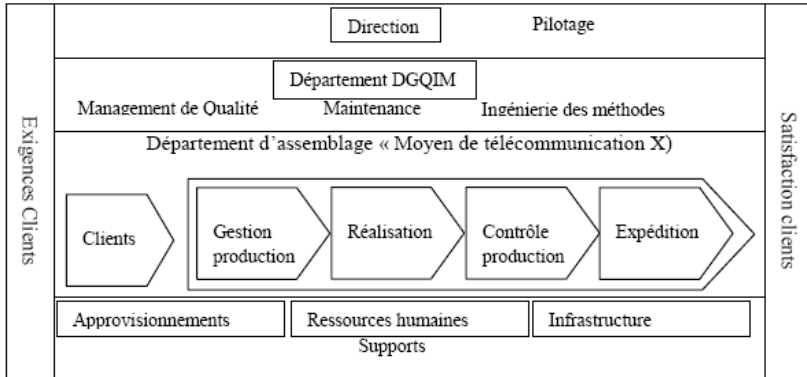 Direction
Pilotage
Département DGQIM
Management de Qualité
Maintenance
Ingénierie des méthodes
Exigences Clients
Département d'assemblage « Moyen de télécommunication X)
Clients
Gestion
production
Réalisation
Contrôle
production
Expédition
Satisfaction clients
Approvisionnements
Ressources humaines
Infrastructure
Supports